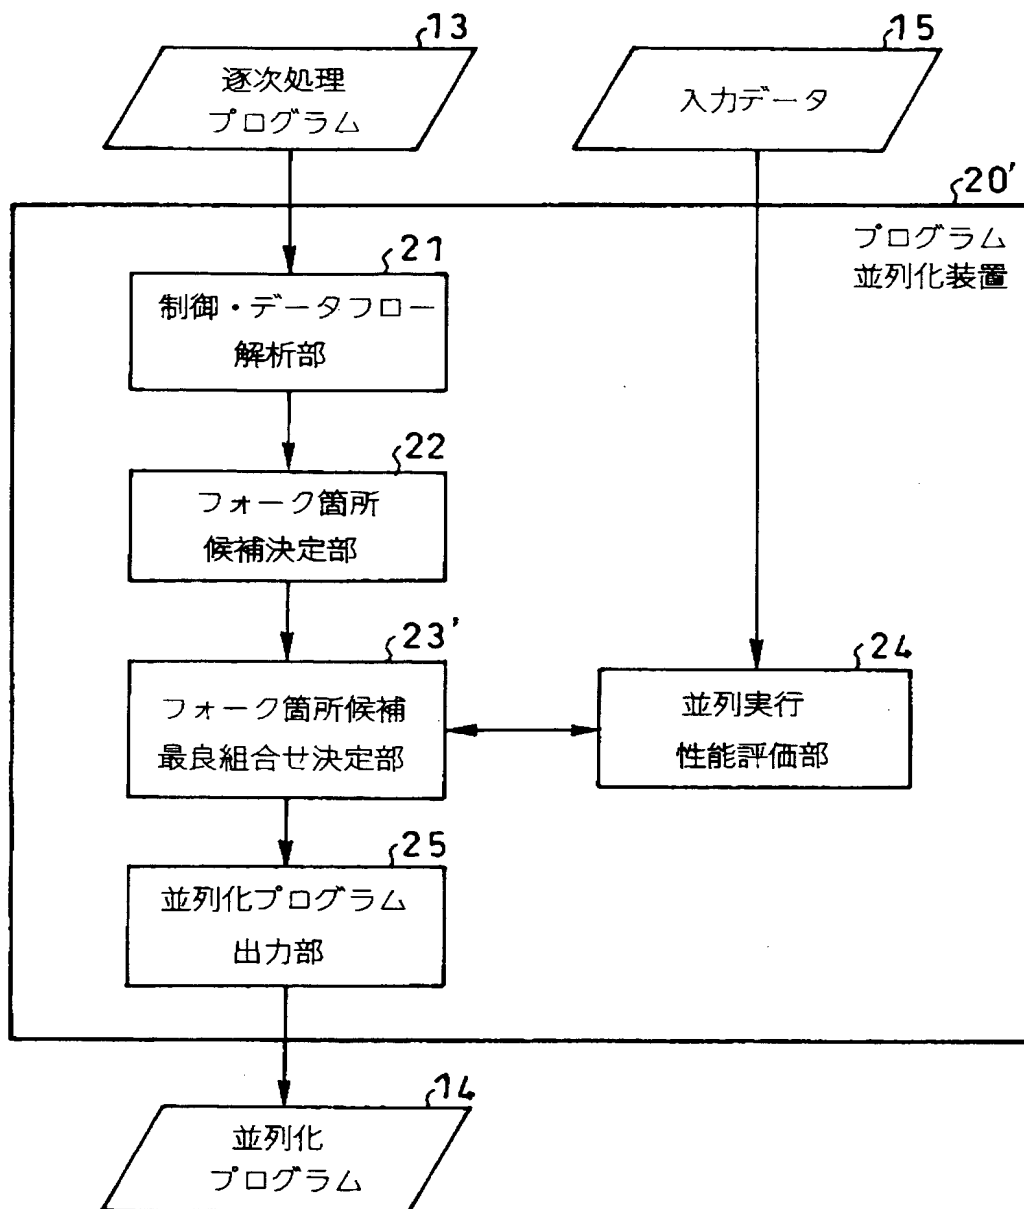 13
逐次処理
プログラム
15
入力データ
20'
プログラム
並列化装置
21
制御・データフロー
解析部
22
フォーク箇所
候補決定部
23'
フォーク箇所候補
最良組合せ決定部
24
並列実行
性能評価部
25
並列化プログラム
出力部
14
並列化
プログラム